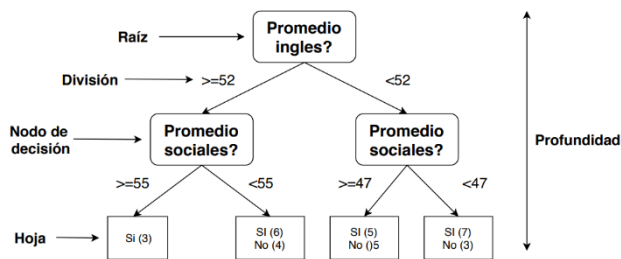 Raíz
Promedio
ingles?
División
>=52
<52
Nodo de
decisión
Promedio
sociales?
Promedio
sociales?
Profundidad
>=55
<55
>=47
<47
Hoja
Si (3)
SI (6)
No (4)
SI (5)
No ()5
SI (7)
No (3)